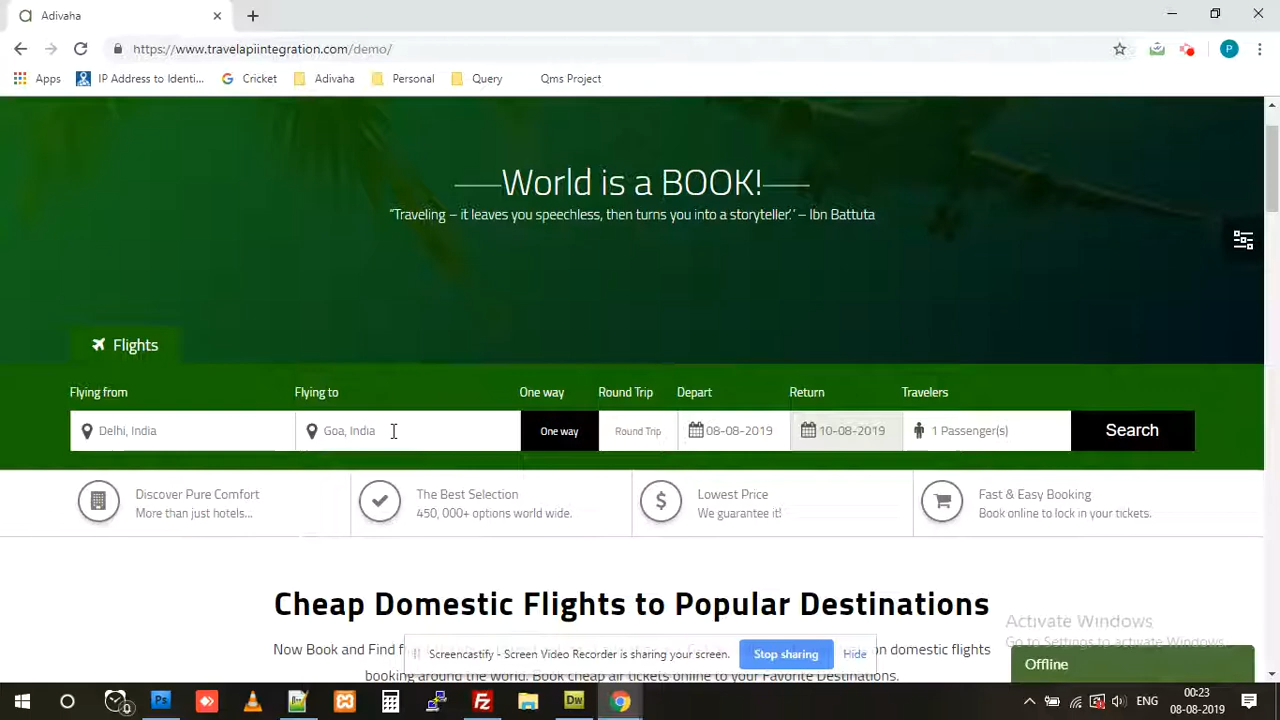 Adivaha
https://www.travelapiintegration.com/demo/
P
Apps
IP Address to Identi...
Cricket
Adivaha
Personal
Query
Qms Project
World is a BOOK!
“Traveling – it leaves you speechless, then turns you into a storyteller.’’ – Ibn Battuta
Flights
Flying from
Flying to
One way
Round Trip
Depart
Return
Travelers
Delhi, India
Goa, India
One way
Round Trip
08-08-2019
10-08-2019
1 Passenger(s)
Search
Discover Pure Comfort
More than just hotels...
The Best Selection
450, 000+ options world wide.
Lowest Price
We guarantee it!
Fast & Easy Booking
Book online to lock in your tickets.
Cheap Domestic Flights to Popular Destinations
Now Book and Find
on domestic flights
booking around the world. Book cheap air tickets online to your Favorite Destinations.
Screencastify - Screen Video Recorder is sharing your screen.
Stop sharing
Hide
Activate Windows
Go to Settings to activate Windows.
Offline
Ps
Dw
ENG
00:23
08-08-2019